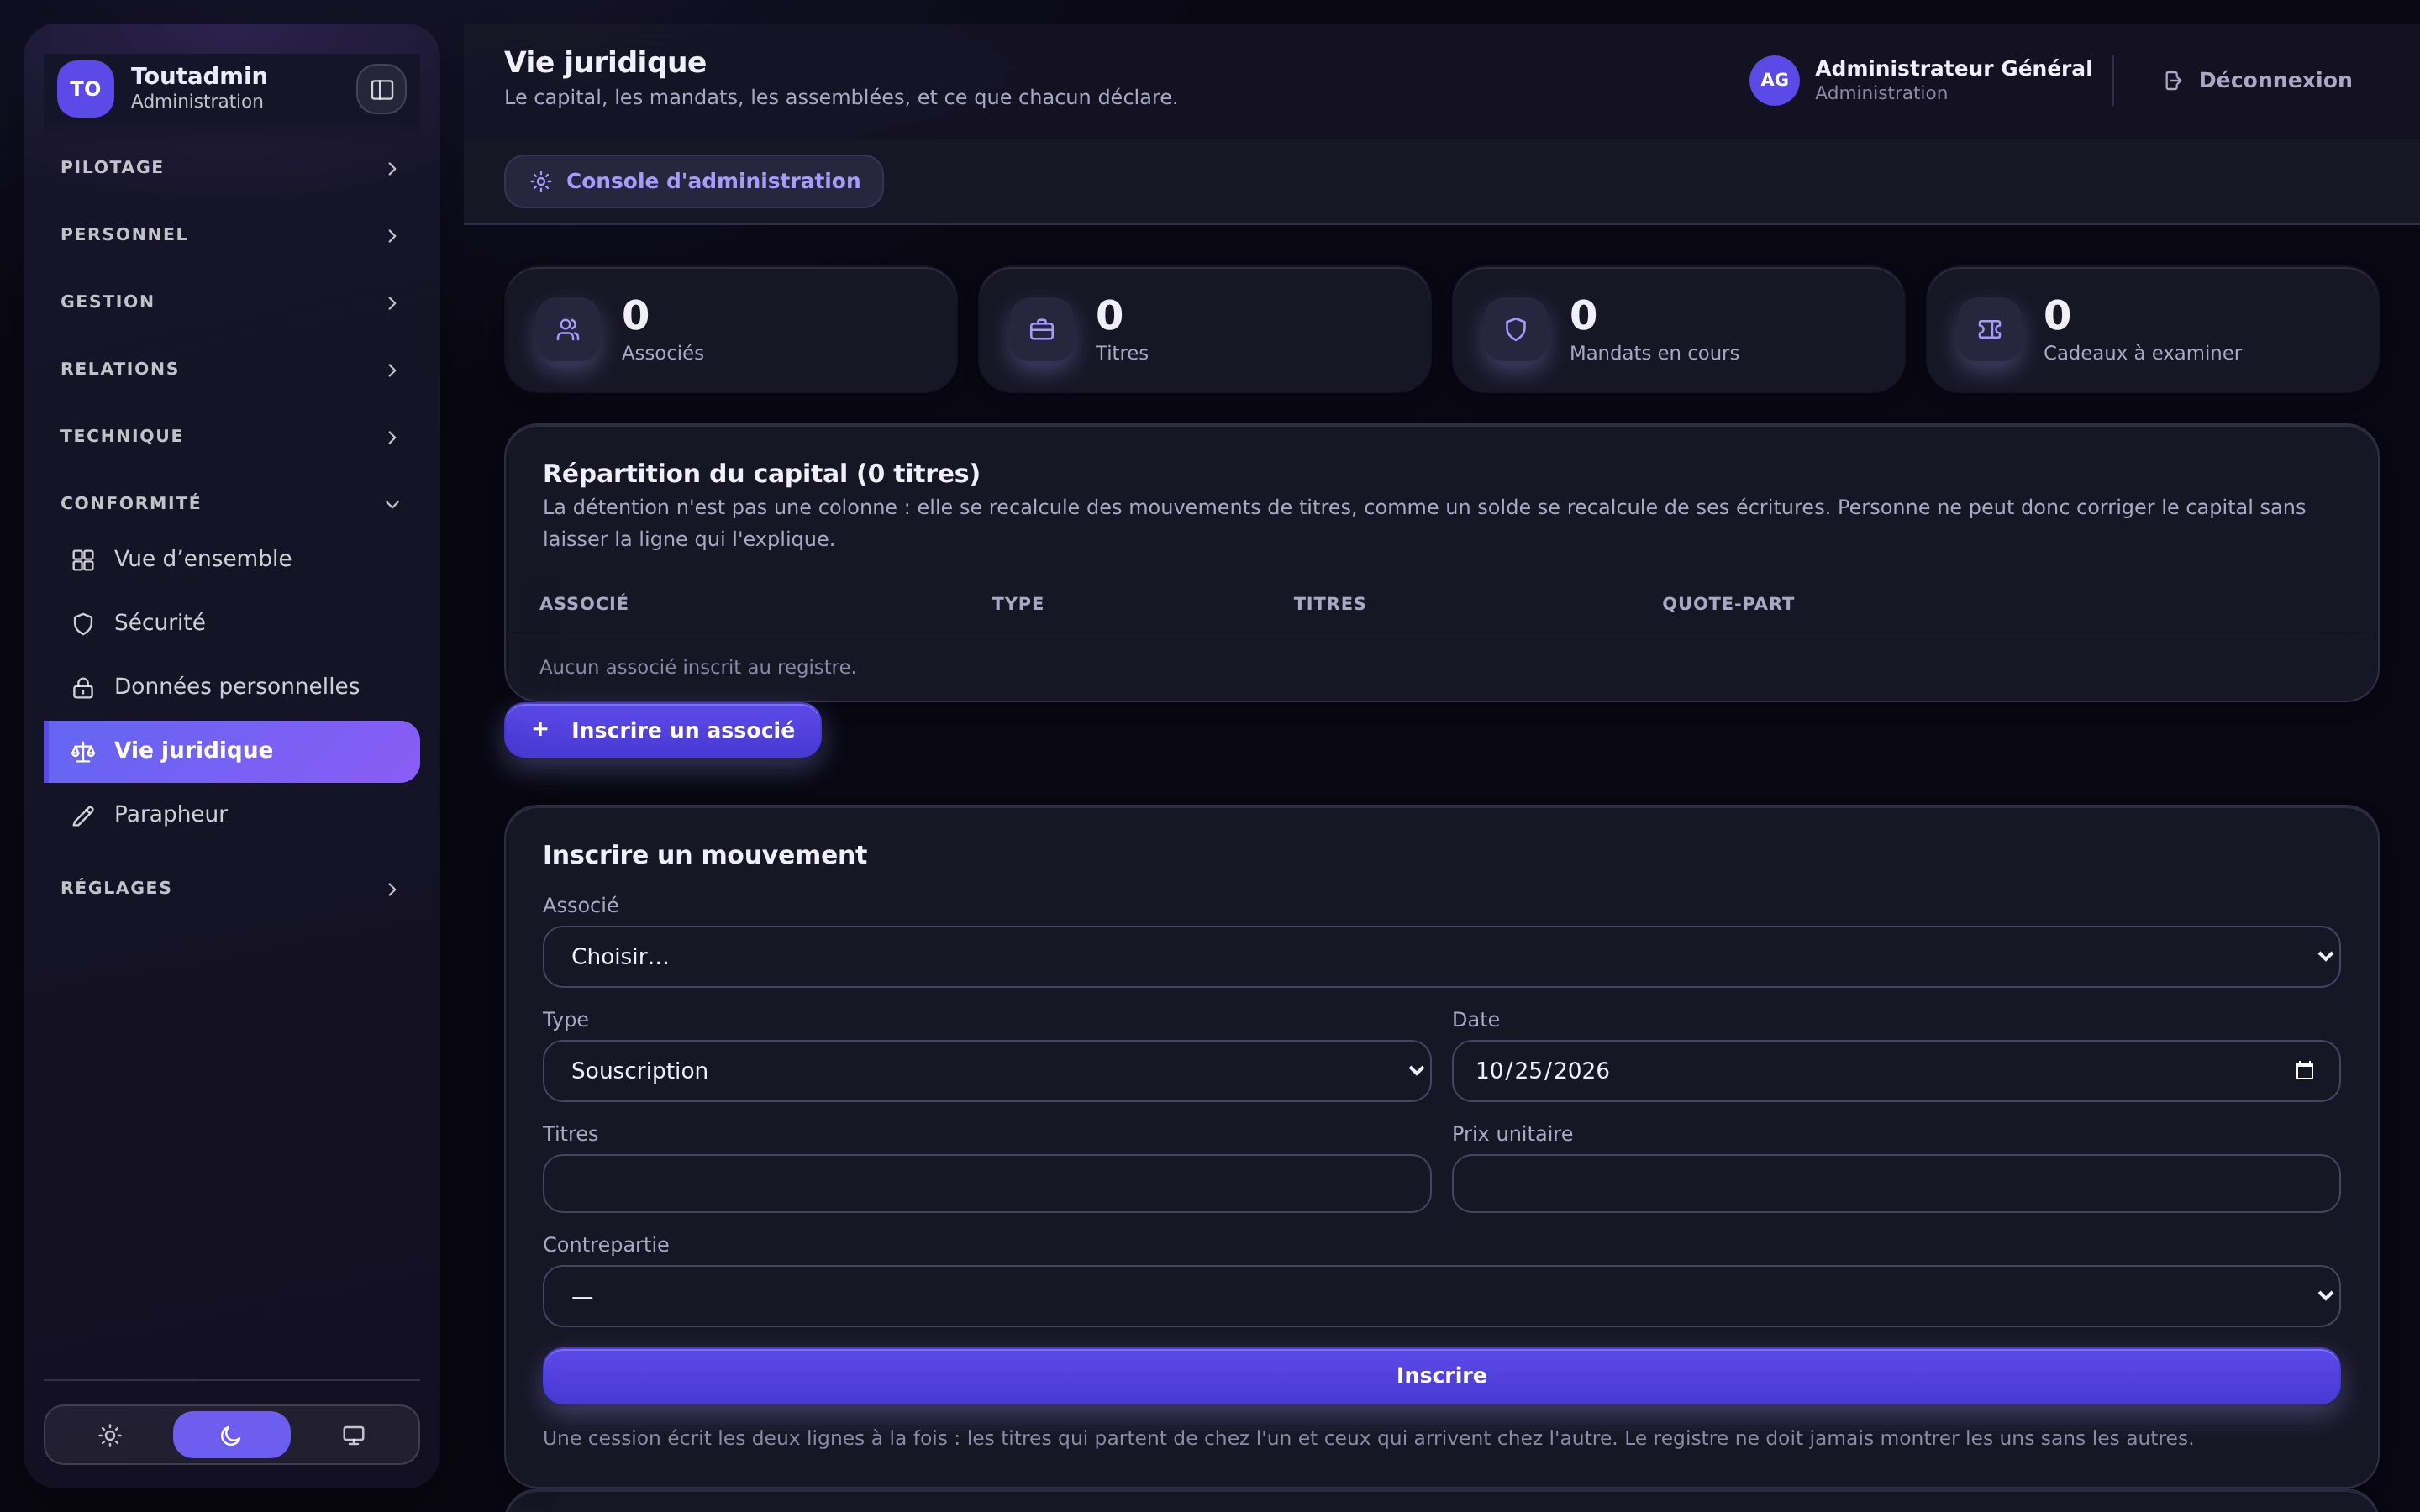 TO
Toutadmin
Administration
PILOTAGE
PERSONNEL
GESTION
RELATIONS
TECHNIQUE
CONFORMITÉ
Vue d’ensemble
Sécurité
Données personnelles
Vie juridique
Parapheur
RÉGLAGES
Vie juridique
Le capital, les mandats, les assemblées, et ce que chacun déclare.
AG
Administrateur Général
Administration
Déconnexion
Console d'administration
0
Associés
0
Titres
0
Mandats en cours
0
Cadeaux à examiner
Répartition du capital (0 titres)
La détention n'est pas une colonne : elle se recalcule des mouvements de titres, comme un solde se recalcule de ses écritures. Personne ne peut donc corriger le capital sans
laisser la ligne qui l'explique.
ASSOCIÉ TYPE TITRES QUOTE-PART
Aucun associé inscrit au registre.
+ Inscrire un associé
Inscrire un mouvement
Associé
Choisir...
Type Date
Souscription 10/25/2026
Titres Prix unitaire
Contrepartie
—
Inscrire
Une cession écrit les deux lignes à la fois : les titres qui partent de chez l'un et ceux qui arrivent chez l'autre. Le registre ne doit jamais montrer les uns sans les autres.